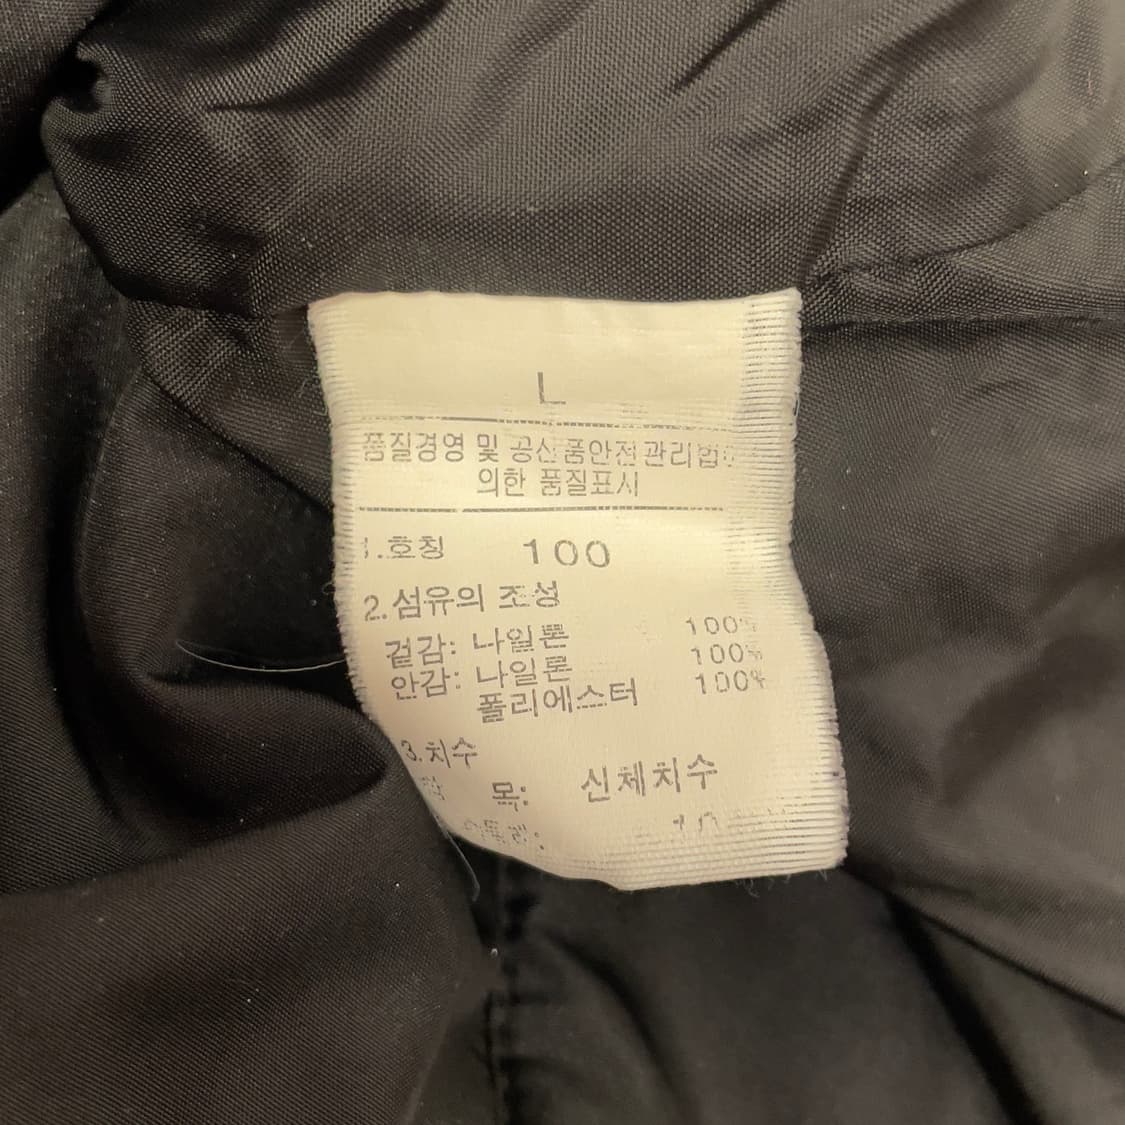 L
품질경영 및 공산품안전관리법에
의한 품질표시
1.호칭 100
2.섬유의 조성
겉감: 나일론 100%
안감: 나일론 100%
폴리에스터 100%
3.치수
목: 신체치수